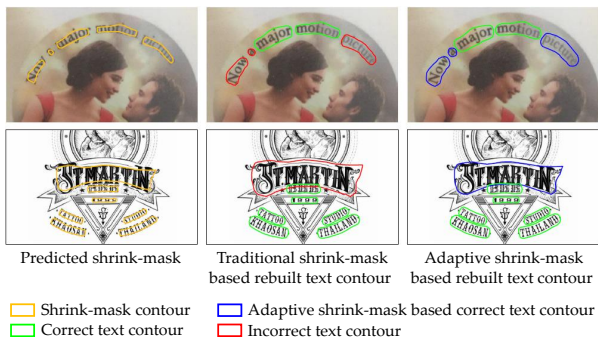 Now a major motion picture
Now a major motion picture
Now a major motion picture
ST. MARTIN
1999
TATTOO STUDIO
KHAOSAN THAILAND
ST. MARTIN
1999
TATTOO STUDIO
KHAOSAN THAILAND
ST. MARTIN
1999
TATTOO STUDIO
KHAOSAN THAILAND
Predicted shrink-mask
Traditional shrink-mask
based rebuilt text contour
Adaptive shrink-mask
based rebuilt text contour
Shrink-mask contour
Adaptive shrink-mask based correct text contour
Correct text contour
Incorrect text contour